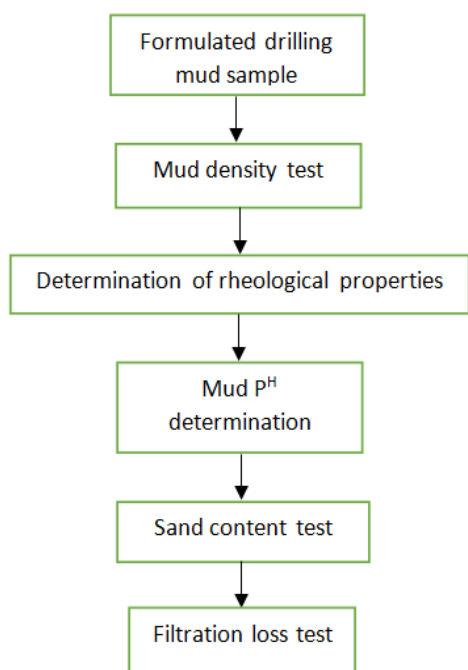 Formulated drilling
mud sample
Mud density test
Determination of rheological properties
Mud Pᴴ
determination
Sand content test
Filtration loss test